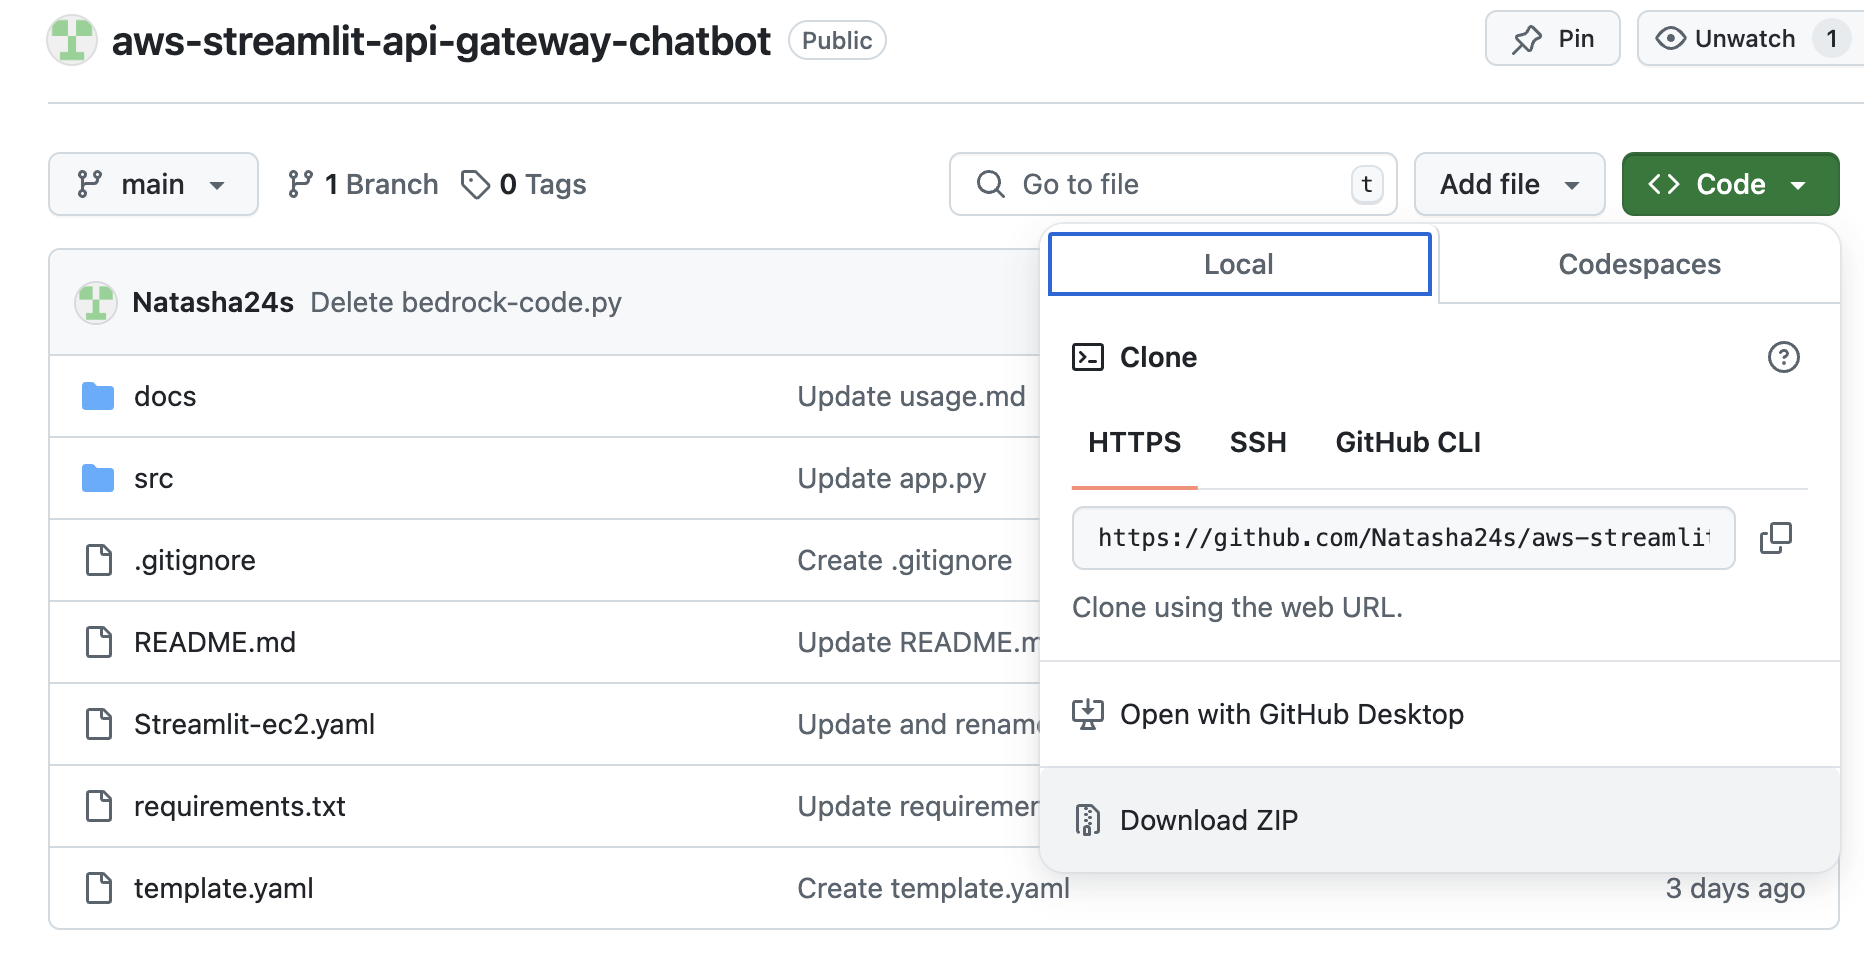 aws-streamlit-api-gateway-chatbot Public Pin Unwatch 1
main 1 Branch 0 Tags Go to file t Add file Code
Natasha24s Delete bedrock-code.py
docs Update usage.md
src Update app.py
.gitignore Create .gitignore
README.md Update README.m
Streamlit-ec2.yaml Update and rename
requirements.txt Update requiremen
template.yaml Create template.yaml 3 days ago
Local Codespaces
Clone
HTTPS SSH GitHub CLI
https://github.com/Natasha24s/aws-streamlit
Clone using the web URL.
Open with GitHub Desktop
Download ZIP